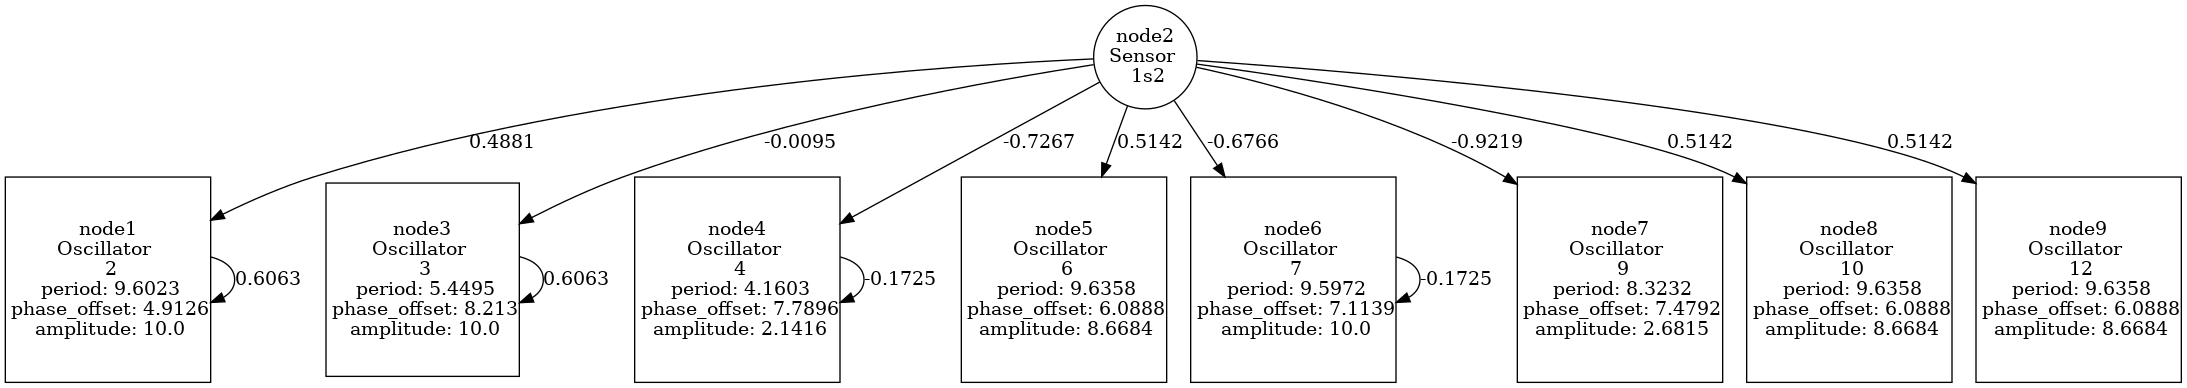 node2
Sensor
1s2
0.4881
-0.0095
-0.7267
0.5142
-0.6766
-0.9219
0.5142
0.5142
node1
Oscillator
2
period: 9.6023
phase_offset: 4.9126
amplitude: 10.0
0.6063
node3
Oscillator
3
period: 5.4495
phase_offset: 8.213
amplitude: 10.0
0.6063
node4
Oscillator
4
period: 4.1603
phase_offset: 7.7896
amplitude: 2.1416
-0.1725
node5
Oscillator
6
period: 9.6358
phase_offset: 6.0888
amplitude: 8.6684
node6
Oscillator
7
period: 9.5972
phase_offset: 7.1139
amplitude: 10.0
-0.1725
node7
Oscillator
9
period: 8.3232
phase_offset: 7.4792
amplitude: 2.6815
node8
Oscillator
10
period: 9.6358
phase_offset: 6.0888
amplitude: 8.6684
node9
Oscillator
12
period: 9.6358
phase_offset: 6.0888
amplitude: 8.6684